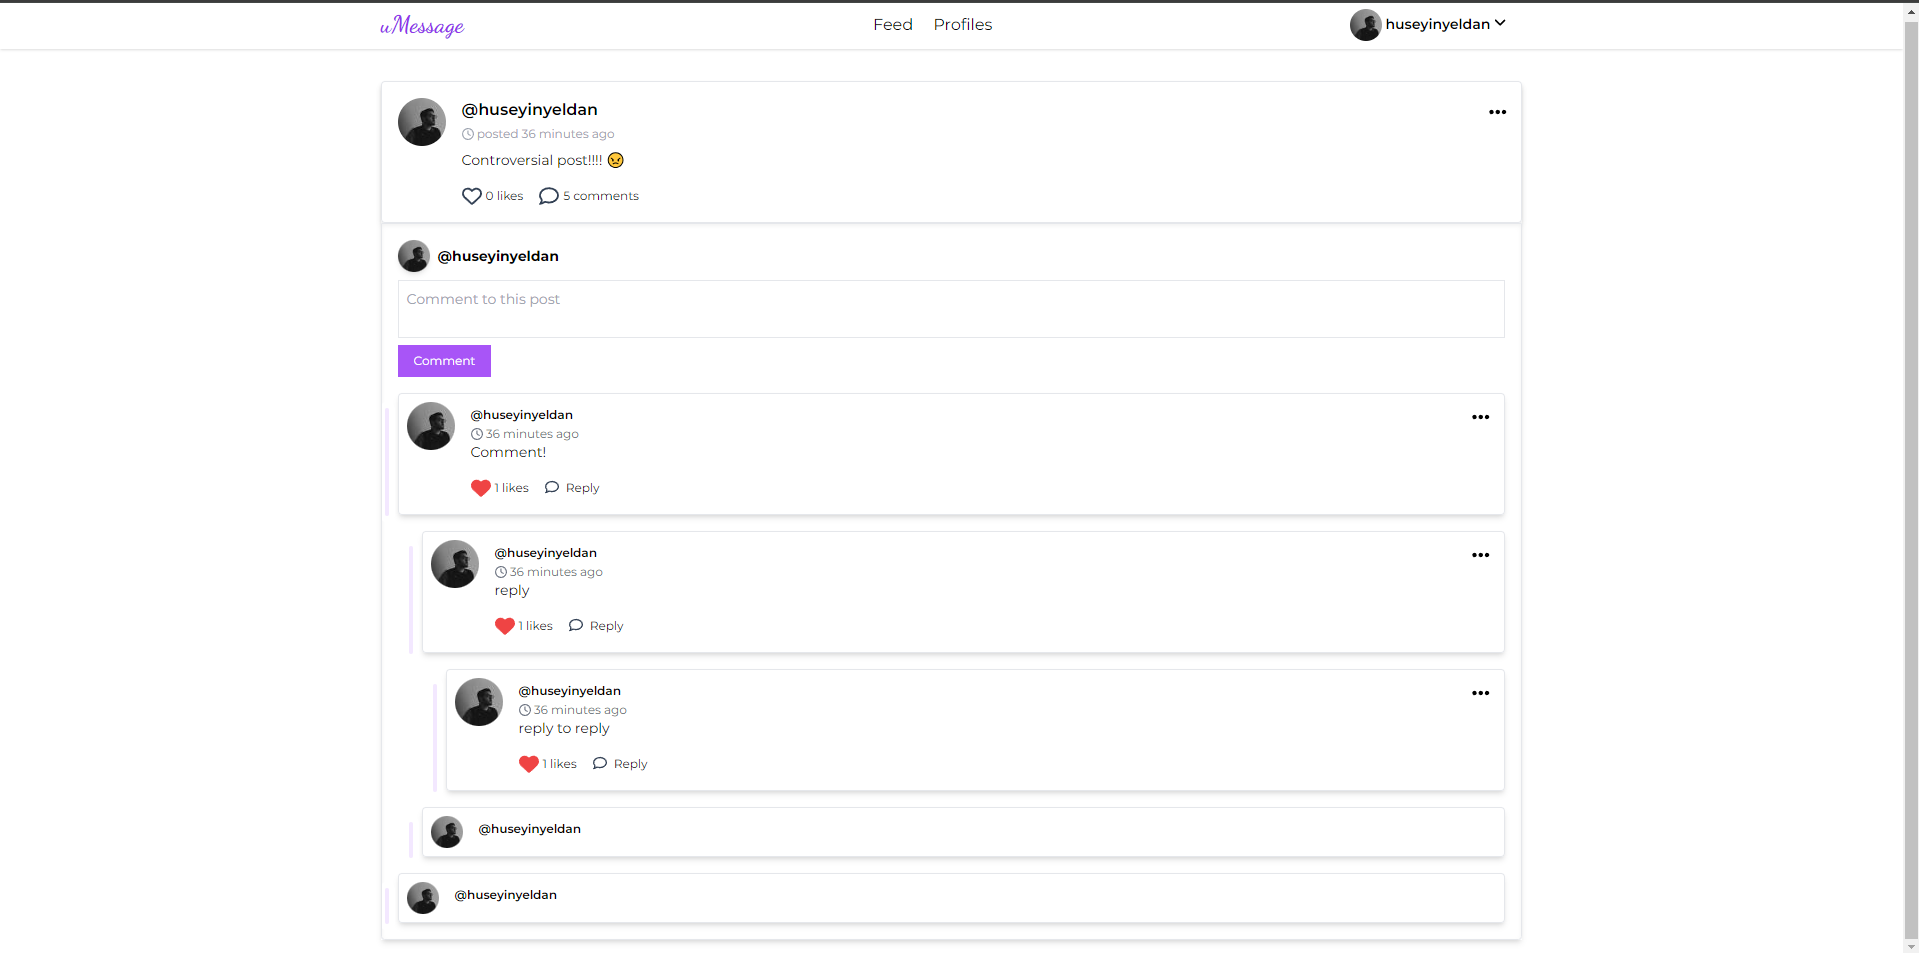 uMessage
Feed Profiles
huseyinyeldan
@huseyinyeldan
posted 36 minutes ago
Controversial post!!!! 😠
0 likes 5 comments
@huseyinyeldan
Comment to this post
Comment
@huseyinyeldan
36 minutes ago
Comment!
1 likes Reply
@huseyinyeldan
36 minutes ago
reply
1 likes Reply
@huseyinyeldan
36 minutes ago
reply to reply
1 likes Reply
@huseyinyeldan
@huseyinyeldan